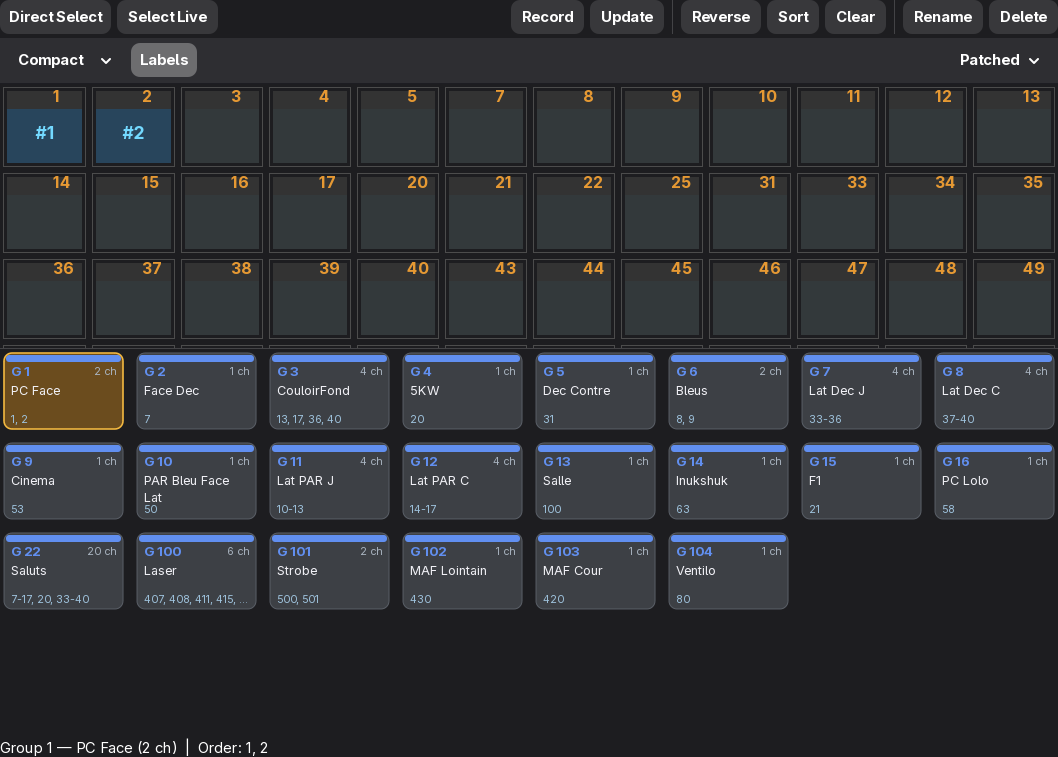 Direct Select Select Live Record Update Reverse Sort Clear Rename Delete
Compact Labels Patched
1 2 3 4 5 7 8 9 10 11 12 13
#1 #2
14 15 16 17 20 21 22 25 31 33 34 35
36 37 38 39 40 43 44 45 46 47 48 49
G 1 2 ch G 2 1 ch G 3 4 ch G 4 1 ch G 5 1 ch G 6 2 ch G 7 4 ch G 8 4 ch
PC Face Face Dec CouloirFond 5KW Dec Contre Bleus Lat Dec J Lat Dec C
1, 2 7 13, 17, 36, 40 20 31 8, 9 33-36 37-40
G 9 1 ch G 10 1 ch G 11 4 ch G 12 4 ch G 13 1 ch G 14 1 ch G 15 1 ch G 16 1 ch
Cinema PAR Bleu Face Lat PAR J Lat PAR C Salle Inukshuk F1 PC Lolo
Lat
53 50 10-13 14-17 100 63 21 58
G 22 20 ch G 100 6 ch G 101 2 ch G 102 1 ch G 103 1 ch G 104 1 ch
Saluts Laser Strobe MAF Lointain MAF Cour Ventilo
7-17, 20, 33-40 407, 408, 411, 415, ... 500, 501 430 420 80
Group 1 — PC Face (2 ch) | Order: 1, 2